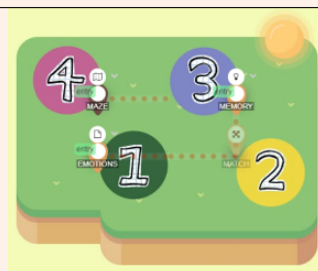 4 3
entry entry
MAZE MEMORY
entry
EMOTIONS MATCH
1 2